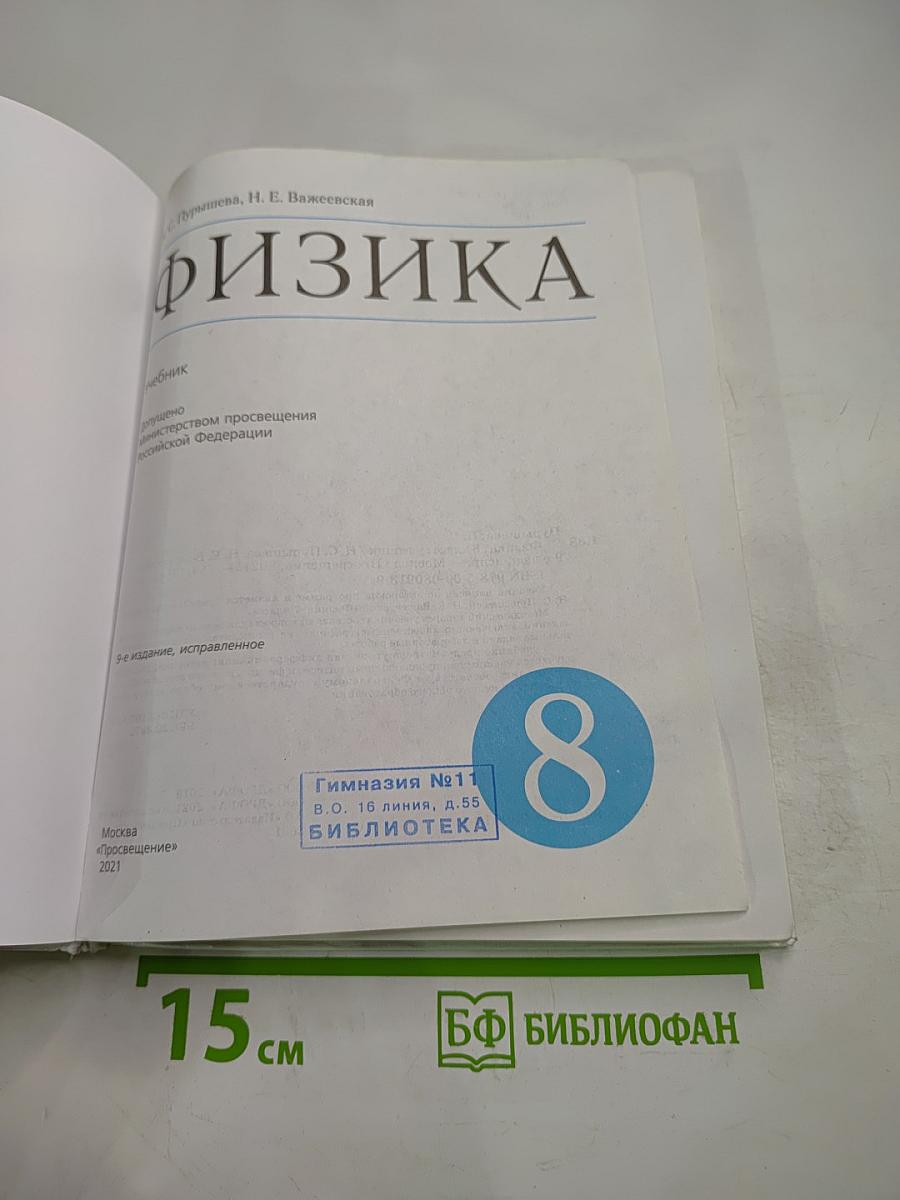 С. Пурышева, Н. Е. Важеевская
ФИЗИКА
учебник
Допущено
Министерством просвещения
Российской Федерации
9-е издание, исправленное
8
Гимназия №11
В.О. 16 линия, д.55
БИБЛИОТЕКА
Москва
«Просвещение»
2021
15 см
БФ БИБЛИОФАН